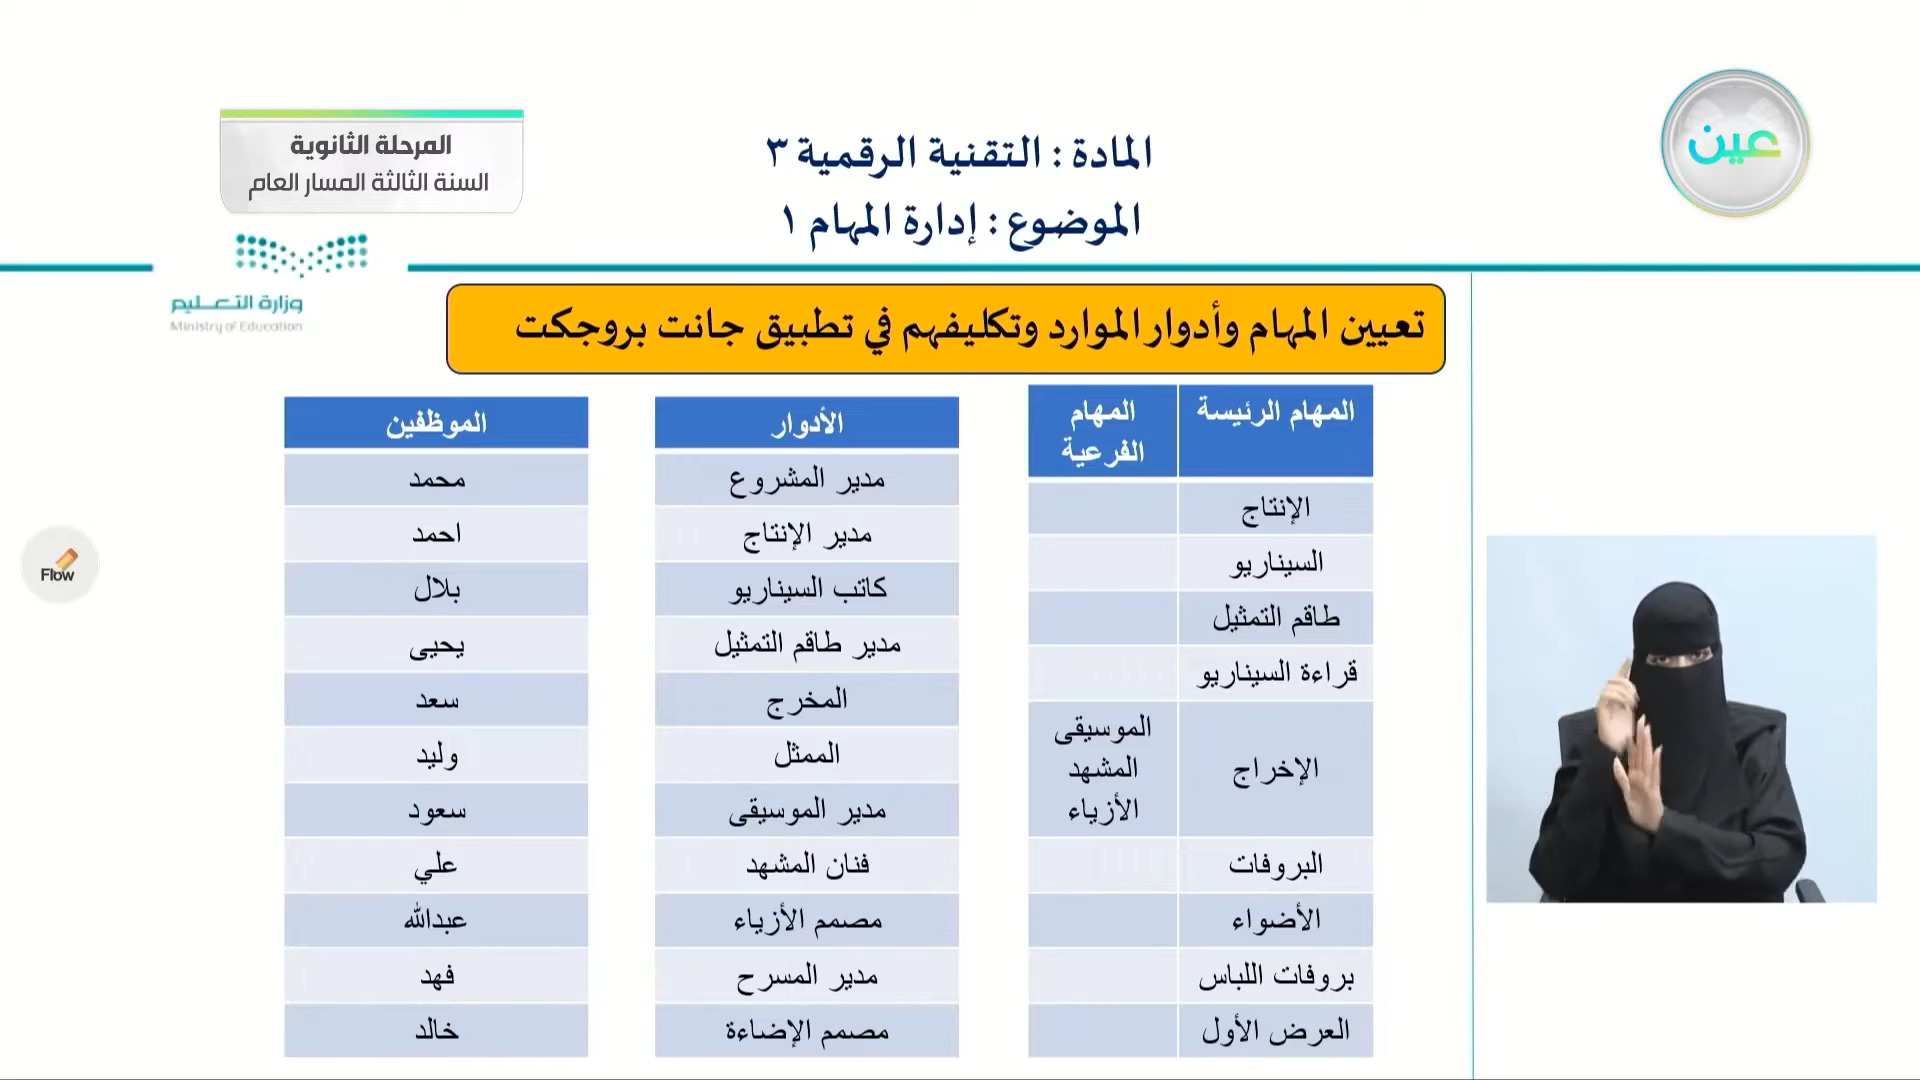 عين
المادة : التقنية الرقمية ٣
الموضوع : إدارة المهام ١
المرحلة الثانوية
السنة الثالثة المسار العام
وزارة التعليم
Ministry of Education
تعيين المهام وأدوار الموارد وتكليفهم في تطبيق جانت بروجكت
المهام الرئيسة
المهام
الفرعية
الإنتاج
السيناريو
طاقم التمثيل
قراءة السيناريو
الإخراج
الموسيقى
المشهد
الأزياء
البروفات
الأضواء
بروفات اللباس
العرض الأول
الأدوار
مدير المشروع
مدير الإنتاج
كاتب السيناريو
مدير طاقم التمثيل
المخرج
الممثل
مدير الموسيقى
فنان المشهد
مصمم الأزياء
مدير المسرح
مصمم الإضاءة
الموظفين
محمد
احمد
بلال
يحيى
سعد
وليد
سعود
علي
عبدالله
فهد
خالد
Flow